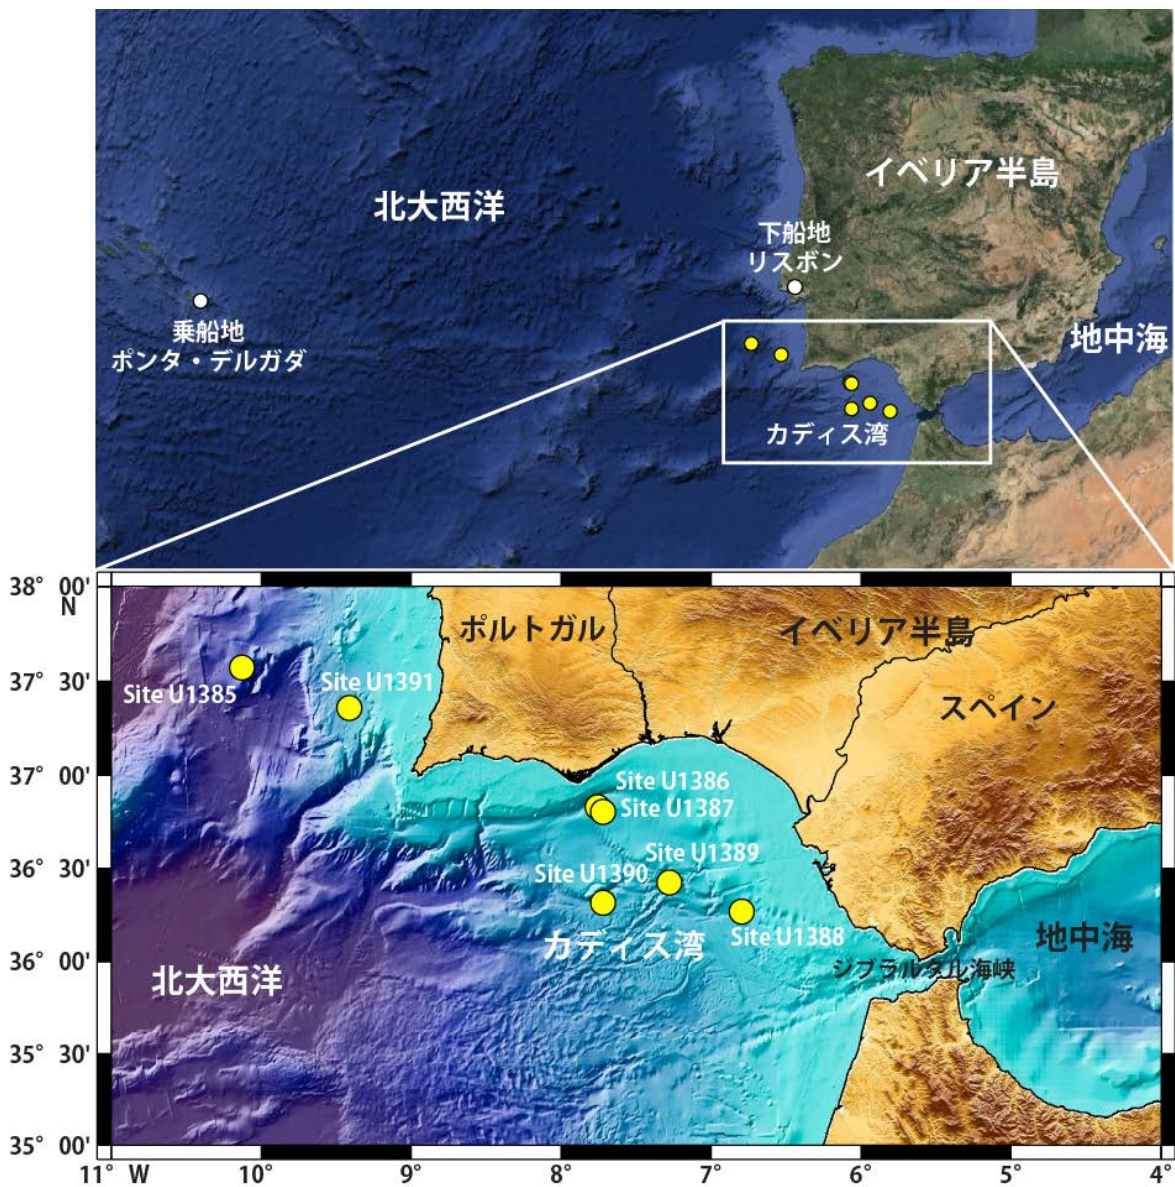 イベリア半島
北大西洋
下船地
リスボン
乗船地
ポンタ・デルガダ
地中海
カディス湾
38° 00'
N
ポルトガル
イベリア半島
Site U1385
Site U1391
37° 30'
スペイン
37° 00'
Site U1386
Site U1387
36° 30'
Site U1389
Site U1390
Site U1388
カディス湾
地中海
36° 00'
ジブラルタル海峡
北大西洋
35° 30'
35° 00'
11° W 10° 9° 8° 7° 6° 5° 4°